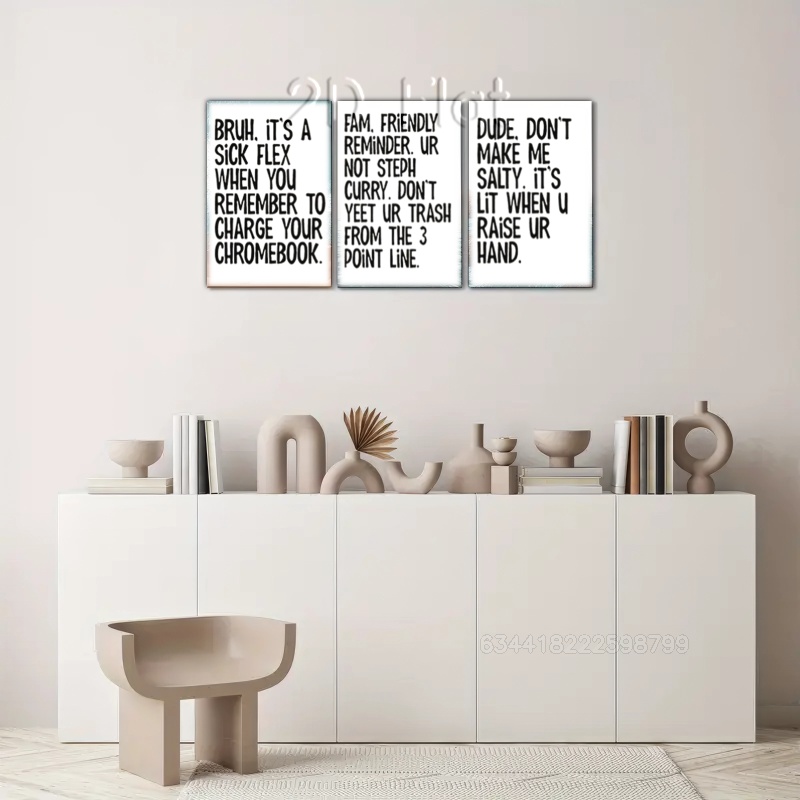 BRUH. iT'S A
SiCK FLEX
WHEN YOU
REMEMBER TO
CHARGE YOUR
CHROMEBOOK.
FAM. FRiENDLY
REMiNDER. UR
NOT STEPH
CURRY. DON'T
YEET UR TRASH
FROM THE 3
POiNT LiNE.
DUDE. DON'T
MAKE ME
SALTY. iT'S
LiT WHEN U
RAiSE UR
HAND.
634418222598799